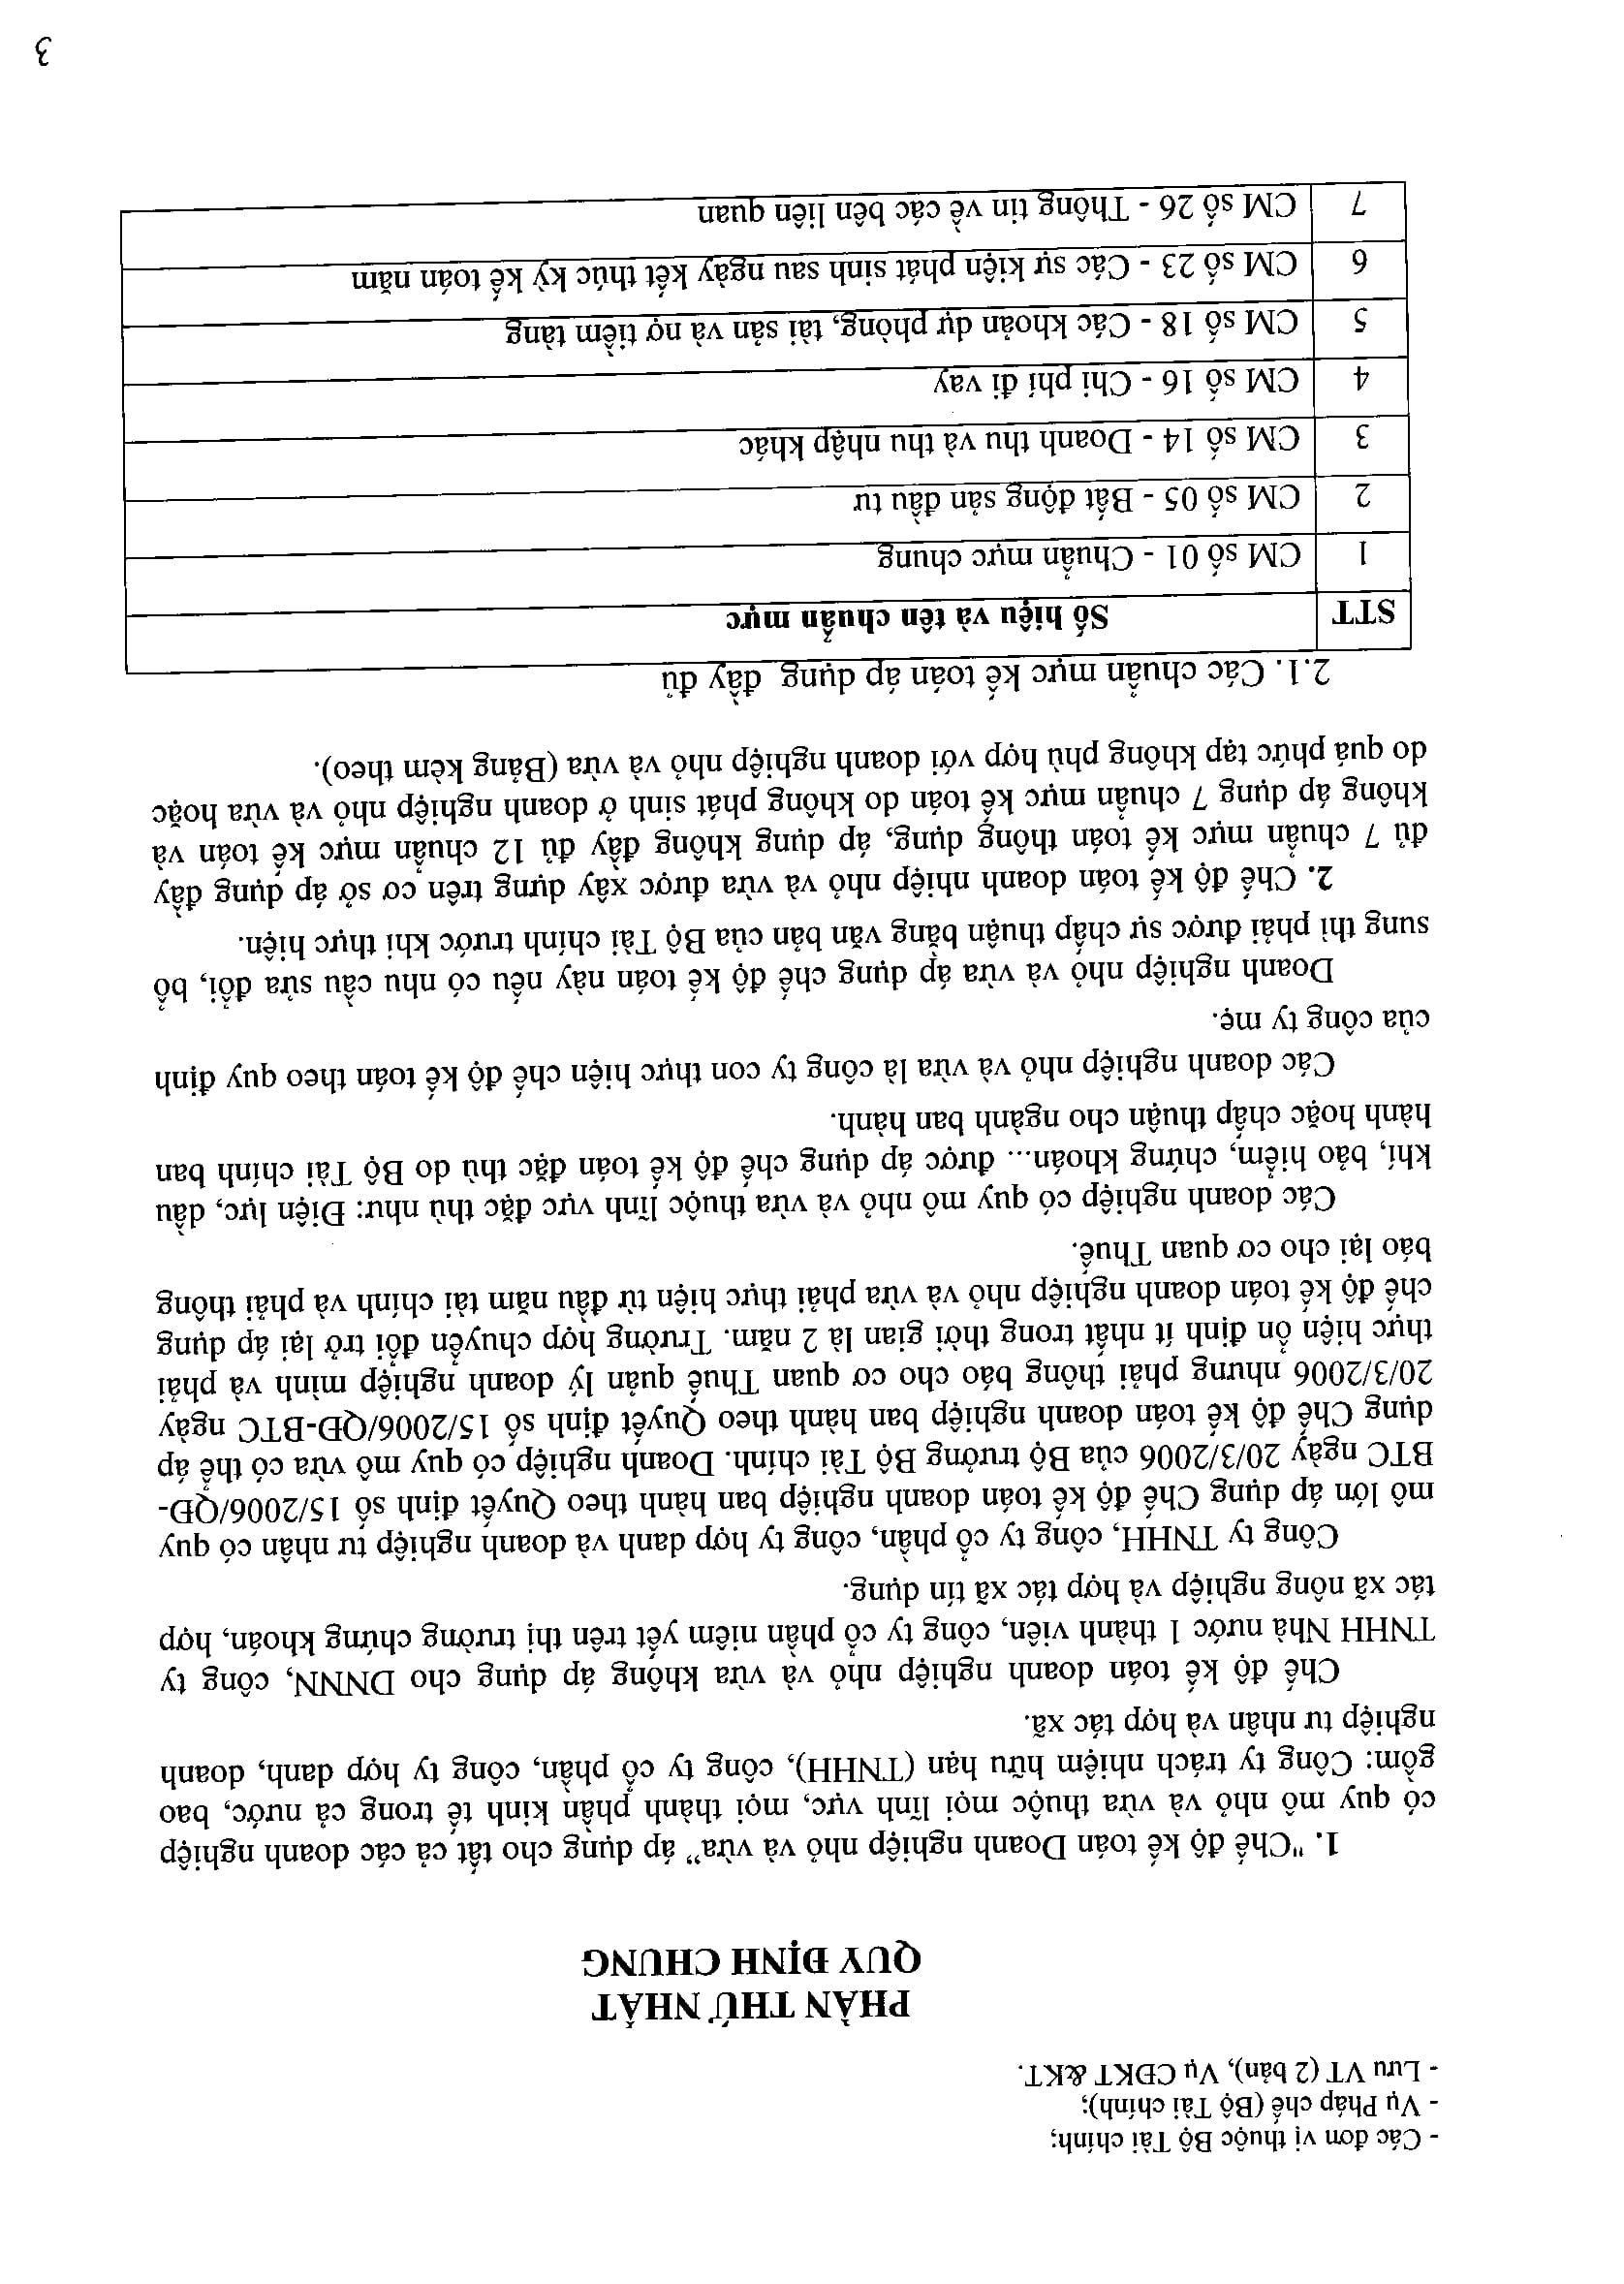 - Các đơn vị thuộc Bộ Tài chính;
- Vụ Pháp chế (Bộ Tài chính);
- Lưu VT (2 bản), Vụ CĐKT &KT.
PHẦN THỨ NHẤT
QUY ĐỊNH CHUNG
1. "Chế độ kế toán Doanh nghiệp nhỏ và vừa" áp dụng cho tất cả các doanh nghiệp
có quy mô nhỏ và vừa thuộc mọi lĩnh vực, mọi thành phần kinh tế trong cả nước, bao
gồm: Công ty trách nhiệm hữu hạn (TNHH), công ty cổ phần, công ty hợp danh, doanh
nghiệp tư nhân và hợp tác xã.
Chế độ kế toán doanh nghiệp nhỏ và vừa không áp dụng cho DNNN, công ty
TNHH Nhà nước 1 thành viên, công ty cổ phần niêm yết trên thị trường chứng khoán, hợp
tác xã nông nghiệp và hợp tác xã tín dụng.
Công ty TNHH, công ty cổ phần, công ty hợp danh và doanh nghiệp tư nhân có quy
mô lớn áp dụng Chế độ kế toán doanh nghiệp ban hành theo Quyết định số 15/2006/QĐ-
BTC ngày 20/3/2006 của Bộ trưởng Bộ Tài chính. Doanh nghiệp có quy mô vừa có thể áp
dụng Chế độ kế toán doanh nghiệp ban hành theo Quyết định số 15/2006/QĐ-BTC ngày
20/3/2006 nhưng phải thông báo cho cơ quan Thuế quản lý doanh nghiệp mình và phải
thực hiện ổn định ít nhất trong thời gian là 2 năm. Trường hợp chuyển đổi trở lại áp dụng
chế độ kế toán doanh nghiệp nhỏ và vừa phải thực hiện từ đầu năm tài chính và phải thông
báo lại cho cơ quan Thuế.
Các doanh nghiệp có quy mô nhỏ và vừa thuộc lĩnh vực đặc thù như: Điện lực, dầu
khí, bảo hiểm, chứng khoán... được áp dụng chế độ kế toán đặc thù do Bộ Tài chính ban
hành hoặc chấp thuận cho ngành ban hành.
Các doanh nghiệp nhỏ và vừa là công ty con thực hiện chế độ kế toán theo quy định
của công ty mẹ.
Doanh nghiệp nhỏ và vừa áp dụng chế độ kế toán này nếu có nhu cầu sửa đổi, bổ
sung thì phải được sự chấp thuận bằng văn bản của Bộ Tài chính trước khi thực hiện.
2. Chế độ kế toán doanh nhiệp nhỏ và vừa được xây dựng trên cơ sở áp dụng đầy
đủ 7 chuẩn mực kế toán thông dụng, áp dụng không đầy đủ 12 chuẩn mực kế toán và
không áp dụng 7 chuẩn mực kế toán do không phát sinh ở doanh nghiệp nhỏ và vừa hoặc
do quá phức tạp không phù hợp với doanh nghiệp nhỏ và vừa (Bảng kèm theo).
2.1. Các chuẩn mực kế toán áp dụng đầy đủ
STT Số hiệu và tên chuẩn mực
1 CM số 01 - Chuẩn mực chung
2 CM số 05 - Bất động sản đầu tư
3 CM số 14 - Doanh thu và thu nhập khác
4 CM số 16 - Chi phí đi vay
5 CM số 18 - Các khoản dự phòng, tài sản và nợ tiềm tàng
6 CM số 23 - Các sự kiện phát sinh sau ngày kết thúc kỳ kế toán năm
7 CM số 26 - Thông tin về các bên liên quan
3